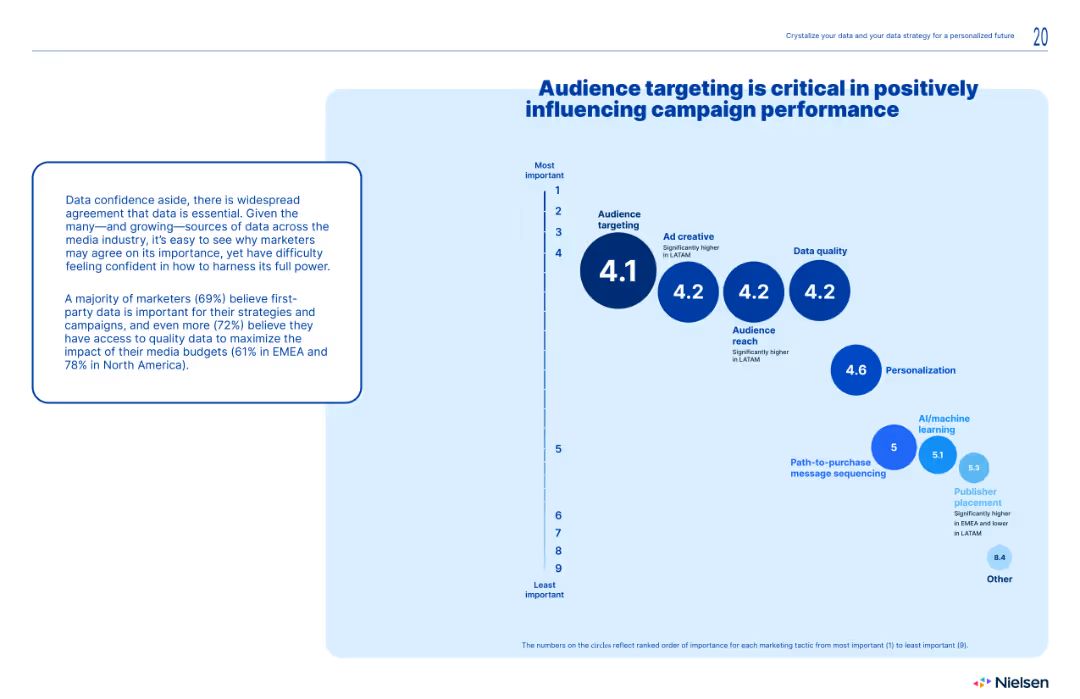 Crystalize your data and your data strategy for a personalized future
20
Audience targeting is critical in positively
influencing campaign performance
Data confidence aside, there is widespread
agreement that data is essential. Given the
many—and growing—sources of data across the
media industry, it's easy to see why marketers
may agree on its importance, yet have difficulty
feeling confident in how to harness its full power.
A majority of marketers (69%) believe first-
party data is important for their strategies and
campaigns, and even more (72%) believe they
have access to quality data to maximize the
impact of their media budgets (61% in EMEA and
78% in North America).
Most
important
1
2
3
4
5
6
7
8
9
Least
important
Audience
targeting
4.1
Ad creative
Significantly higher
in LATAM
4.2
4.2
Audience
reach
Significantly higher
in LATAM
Data quality
4.2
4.6
Personalization
5
Path-to-purchase
message sequencing
AI/machine
learning
5.1
5.3
Publisher
placement
Significantly higher
in EMEA and lower
in LATAM
8.4
Other
The numbers on the circles reflect ranked order of importance for each marketing tactic from most important (1) to least important (9).
Nielsen